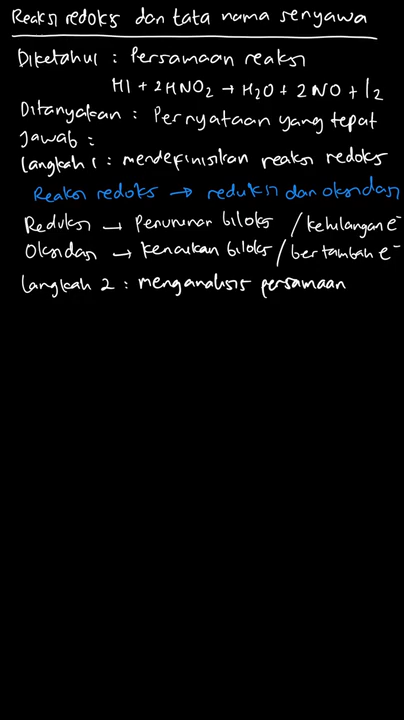 Reaksi redoks dan tata nama senyawa
Diketahui : Persamaan reaksi
HI + 2HNO₂ → H₂O + 2NO + I₂
Ditanyakan : Pernyataan yang tepat
Jawab :
Langkah 1 : mendefinisikan reaksi redoks
Reaksi redoks → reduksi dan oksidasi
Reduksi → Penurunan biloks / kehilangan e⁻
Oksidasi → kenaikan biloks / bertambah e⁻
Langkah 2 : menganalisis persamaan